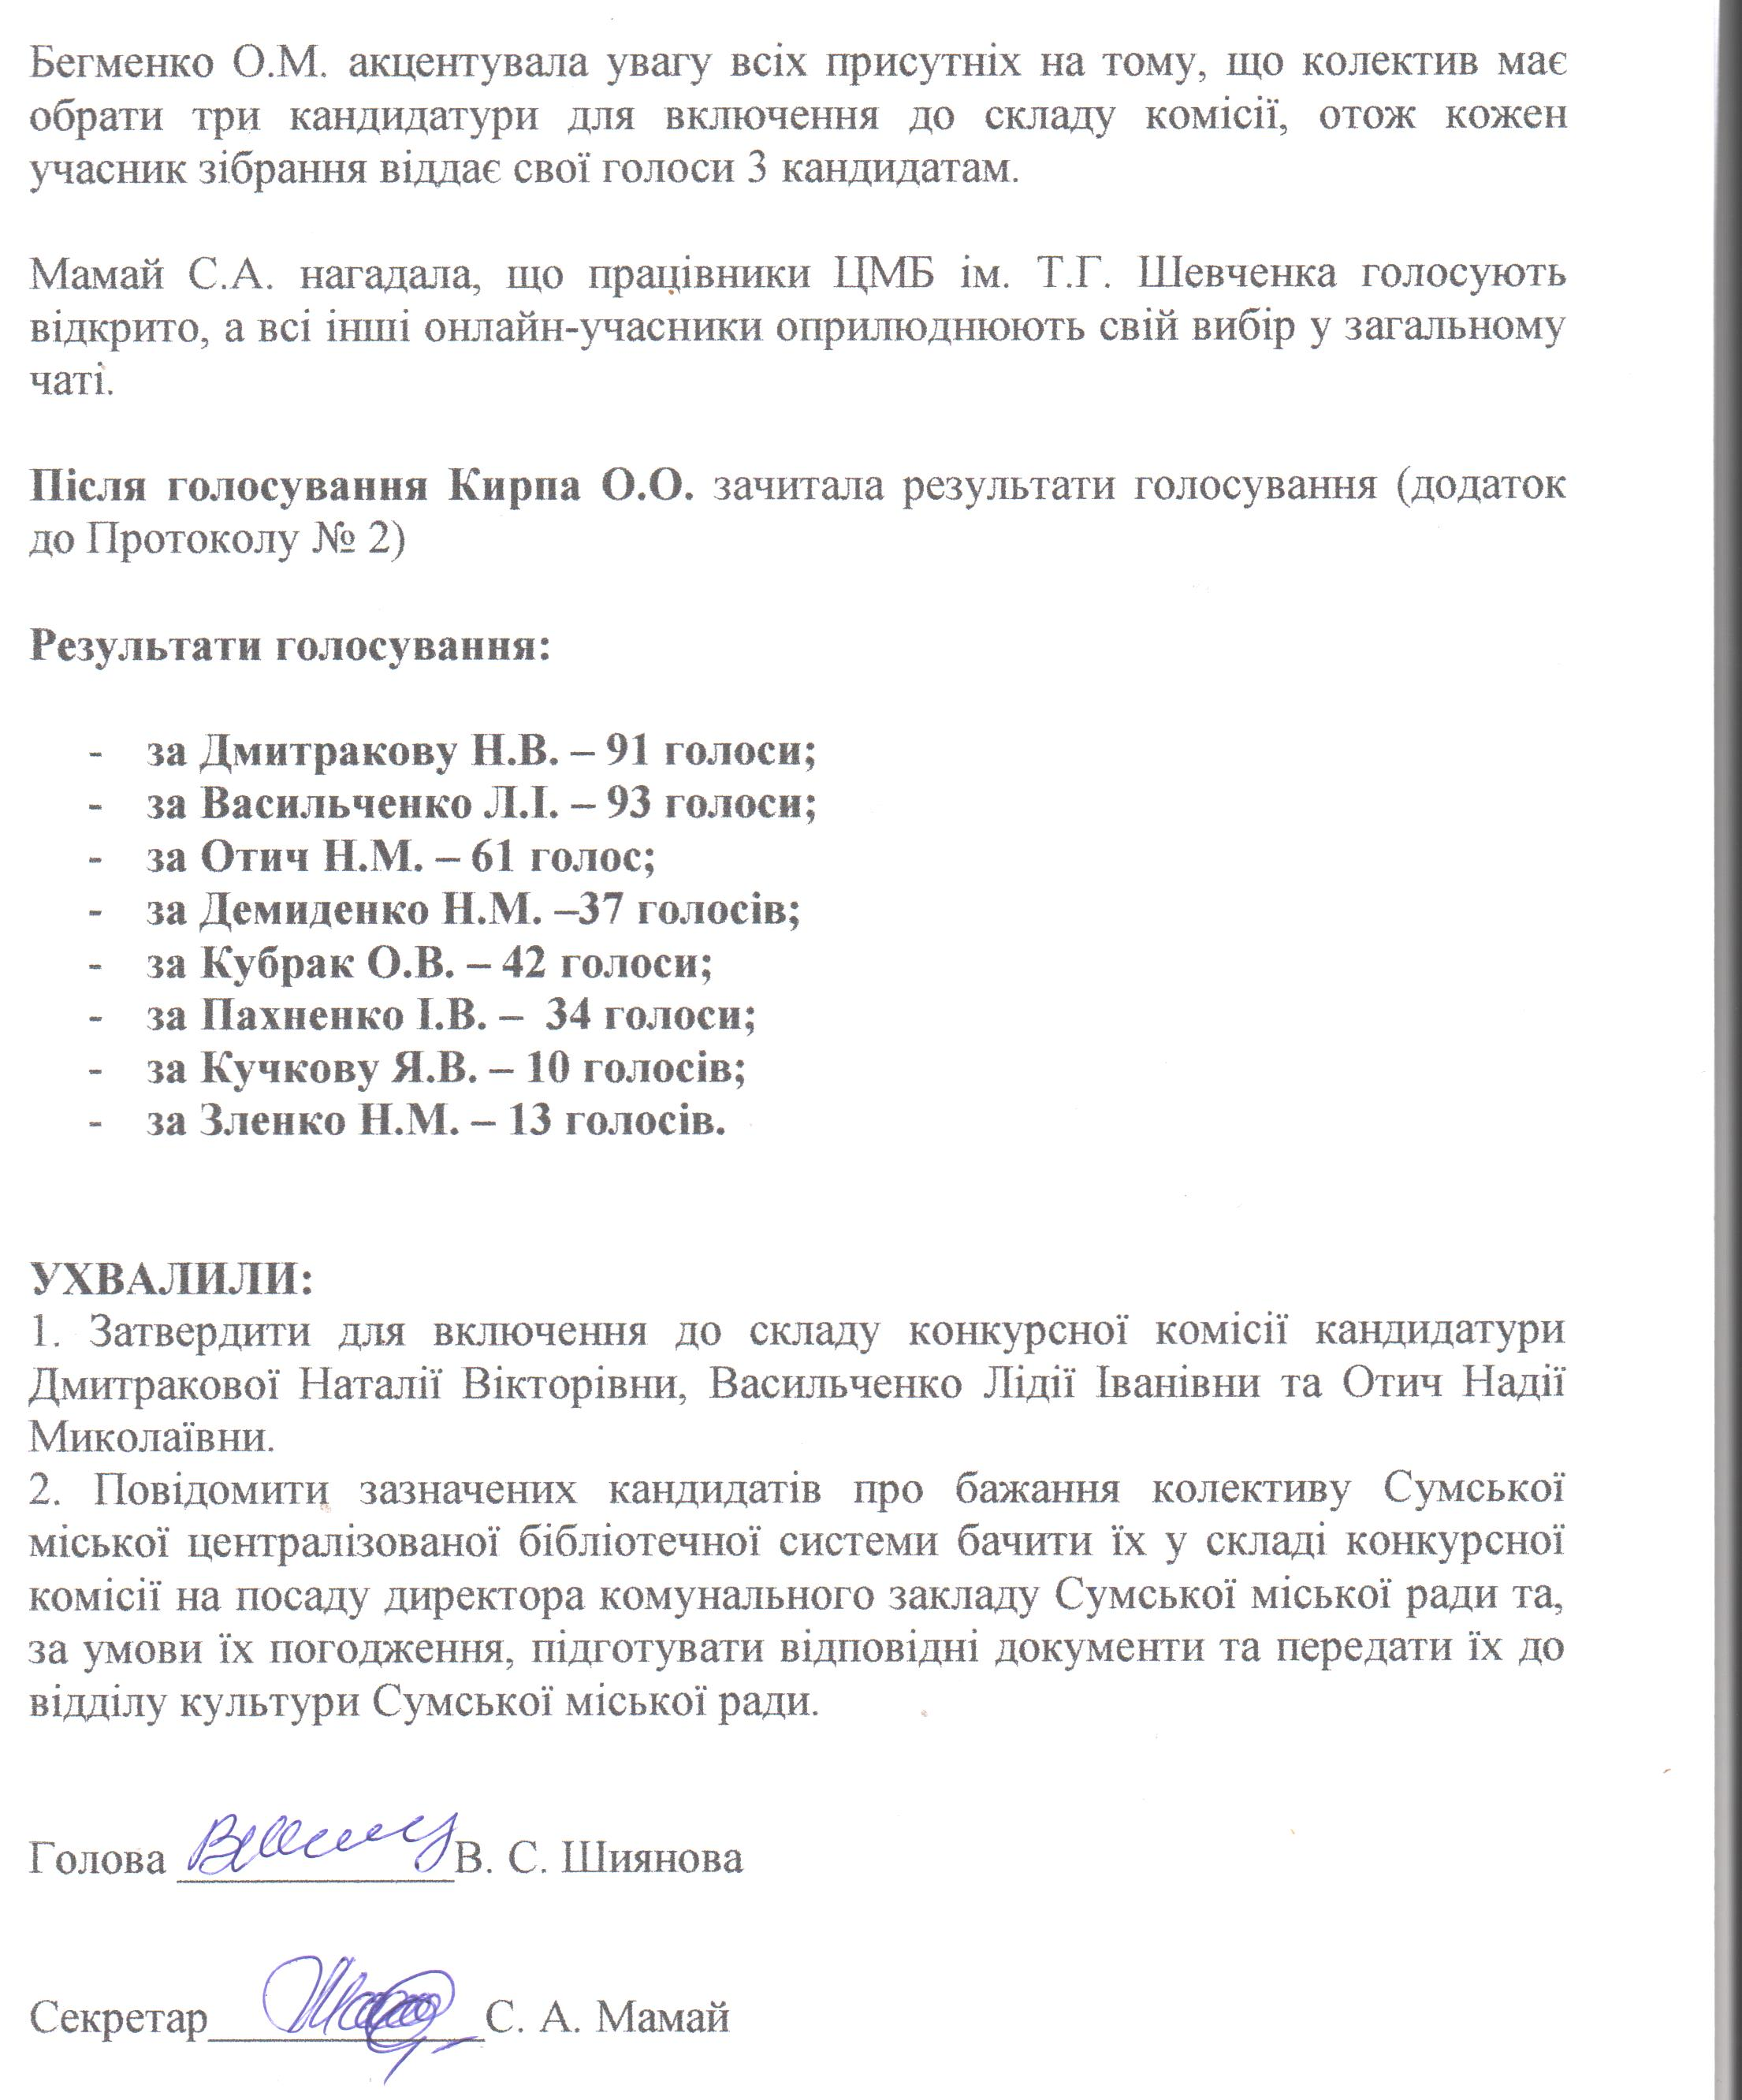 Бегменко О.М. акцентувала увагу всіх присутніх на тому, що колектив має
обрати три кандидатури для включення до складу комісії, отож кожен
учасник зібрання віддає свої голоси 3 кандидатам.
Мамай С.А. нагадала, що працівники ЦМБ ім. Т.Г. Шевченка голосують
відкрито, а всі інші онлайн-учасники оприлюднюють свій вибір у загальному
чаті.
Після голосування Кирпа О.О. зачитала результати голосування (додаток
до Протоколу № 2)
Результати голосування:
- за Дмитракову Н.В. – 91 голоси;
- за Васильченко Л.І. – 93 голоси;
- за Отич Н.М. – 61 голос;
- за Демиденко Н.М. –37 голосів;
- за Кубрак О.В. – 42 голоси;
- за Пахненко І.В. – 34 голоси;
- за Кучкову Я.В. – 10 голосів;
- за Зленко Н.М. – 13 голосів.
УХВАЛИЛИ:
1. Затвердити для включення до складу конкурсної комісії кандидатури
Дмитракової Наталії Вікторівни, Васильченко Лідії Іванівни та Отич Надії
Миколаївни.
2. Повідомити зазначених кандидатів про бажання колективу Сумської
міської централізованої бібліотечної системи бачити їх у складі конкурсної
комісії на посаду директора комунального закладу Сумської міської ради та,
за умови їх погодження, підготувати відповідні документи та передати їх до
відділу культури Сумської міської ради.
Голова ____________В. С. Шиянова
Секретар____________С. А. Мамай